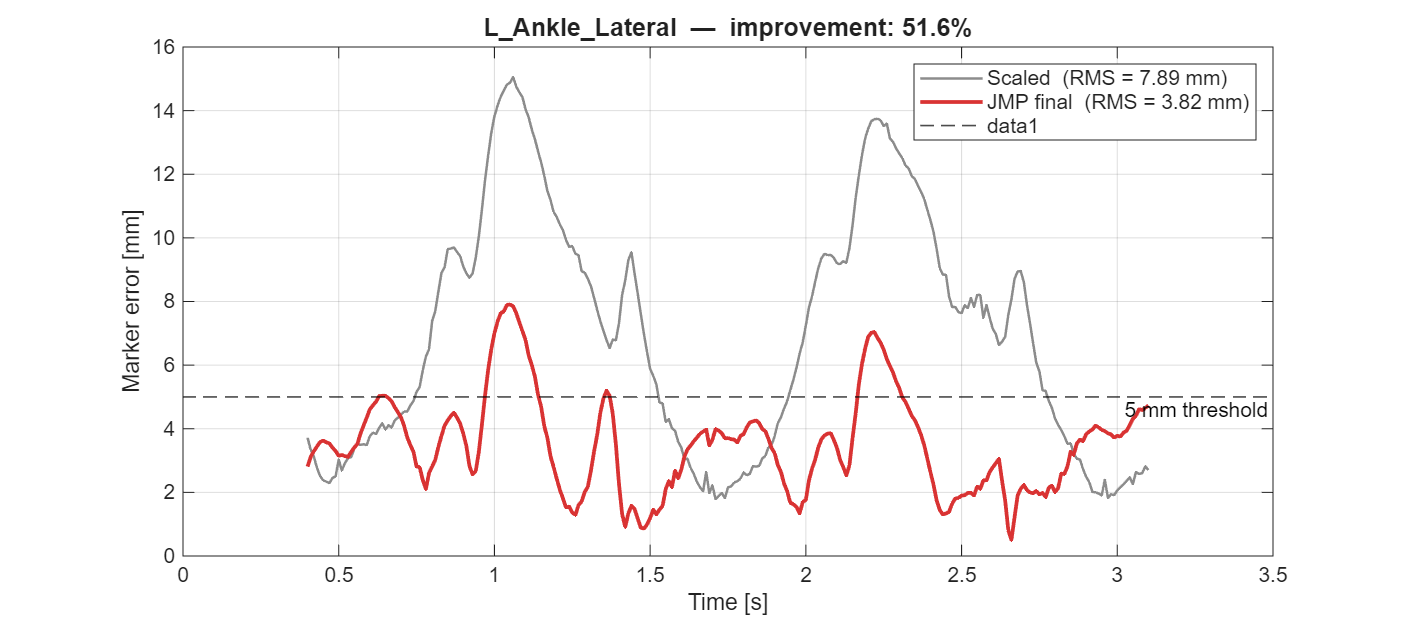 L_Ankle_Lateral — improvement: 51.6%
16
14
12
10
8
6
4
2
0
Marker error [mm]
Scaled (RMS = 7.89 mm)
JMP final (RMS = 3.82 mm)
data1
5 mm threshold
0 0.5 1 1.5 2 2.5 3 3.5
Time [s]